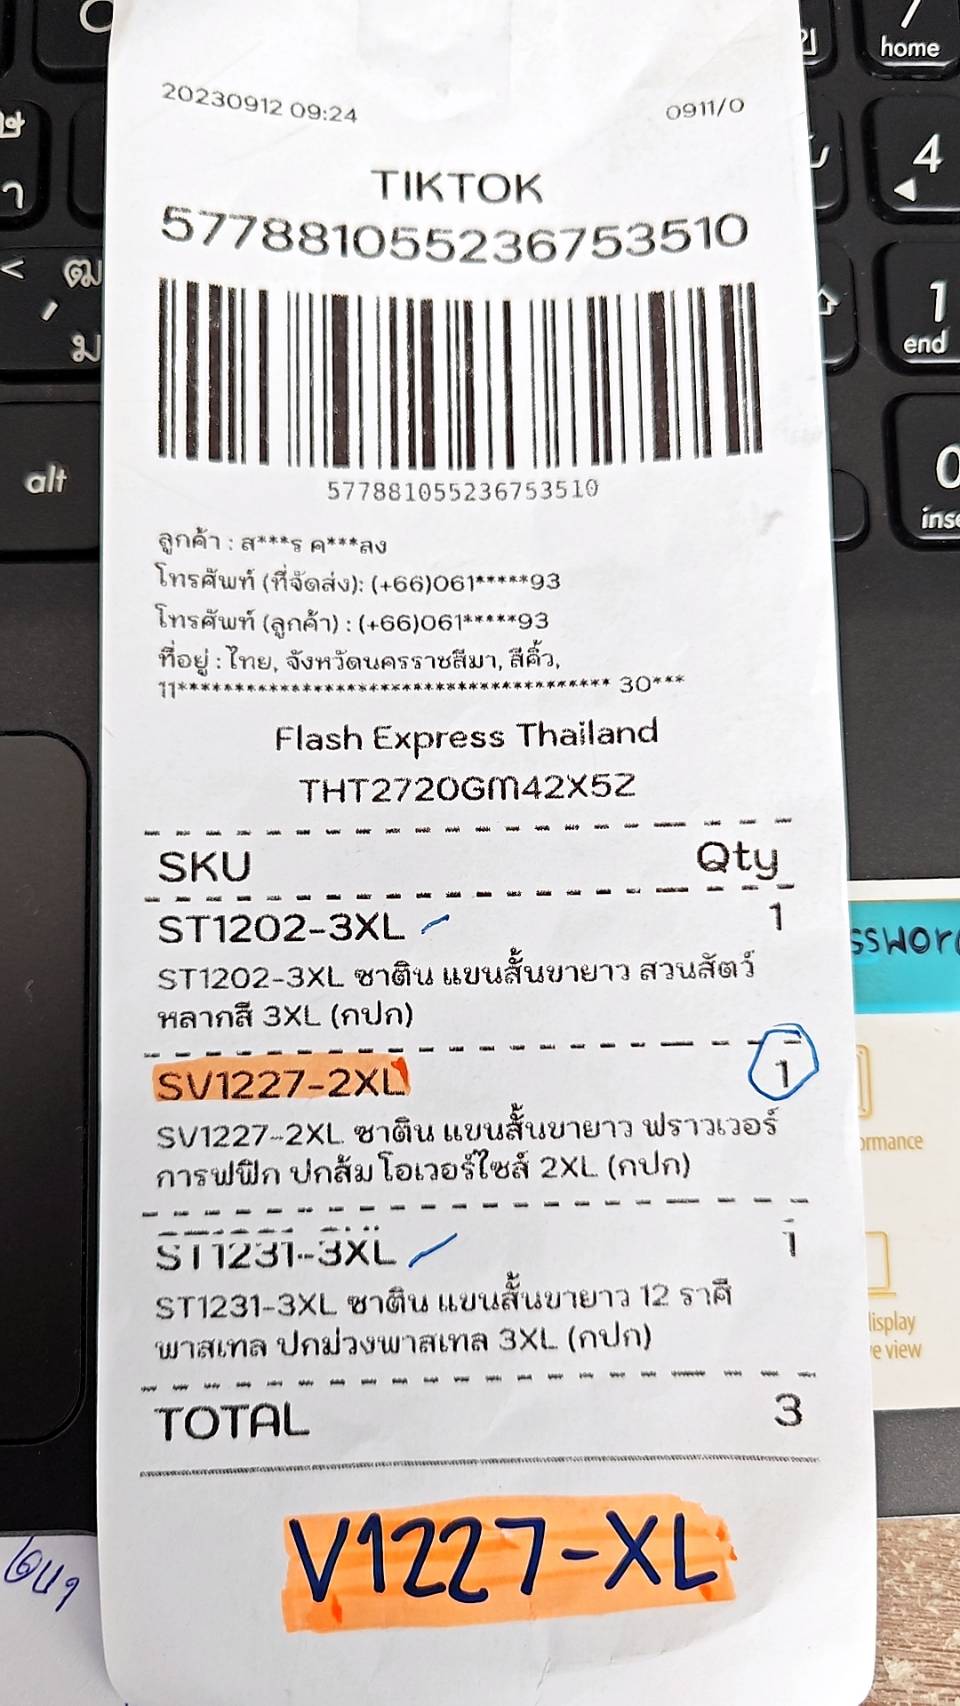 20230912 09:24
0911/0
TIKTOK
577881055236753510
577881055236753510
ลูกค้า : ส***ร ค***ลง
โทรศัพท์ (ที่จัดส่ง): (+66)061*****93
โทรศัพท์ (ลูกค้า) : (+66)061*****93
ที่อยู่ : ไทย, จังหวัดนครราชสีมา, สีคิ้ว,
11************************************** 30***
Flash Express Thailand
THT2720GM42X5Z
SKU Qty
ST1202-3XL 1
ST1202-3XL ซาติน แขนสั้นขายาว สวนสัตว์
หลากสี 3XL (กปก)
SV1227-2XL 1
SV1227-2XL ซาติน แขนสั้นขายาว ฟราวเวอร์
การฟฟิก ปกส้ม โอเวอร์ไซส์ 2XL (กปก)
ST1231-3XL 1
ST1231-3XL ซาติน แขนสั้นขายาว 12 ราศี
พาสเทล ปกม่วงพาสเทล 3XL (กปก)
TOTAL 3
V1227-XL
home
4
1
end
0
alt
ฒ
ม